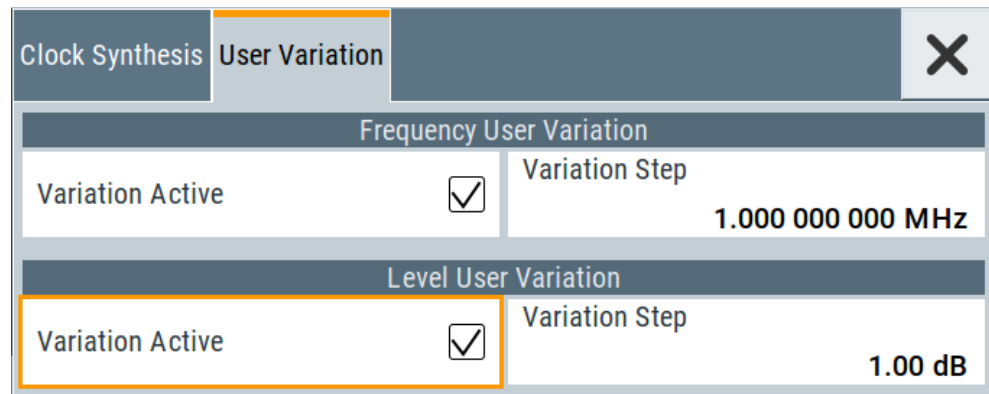 Clock Synthesis User Variation
Frequency User Variation
Variation Active
Variation Step
1.000 000 000 MHz
Level User Variation
Variation Active
Variation Step
1.00 dB